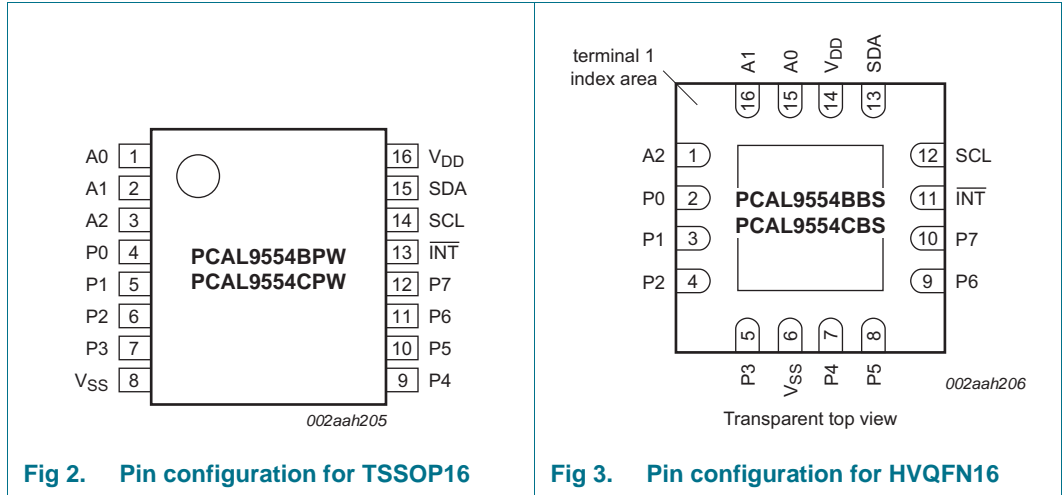 A0 1
A1 2
A2 3
P0 4
P1 5
P2 6
P3 7
VSS 8
PCAL9554BPW
PCAL9554CPW
16 VDD
15 SDA
14 SCL
13 INT
12 P7
11 P6
10 P5
9 P4
002aah205
Fig 2. Pin configuration for TSSOP16
terminal 1
index area
A1 A0 VDD SDA
16 15 14 13
A2 1
P0 2
P1 3
P2 4
PCAL9554BBS
PCAL9554CBS
12 SCL
11 INT
10 P7
9 P6
5 6 7 8
P3 VSS P4 P5
002aah206
Transparent top view
Fig 3. Pin configuration for HVQFN16